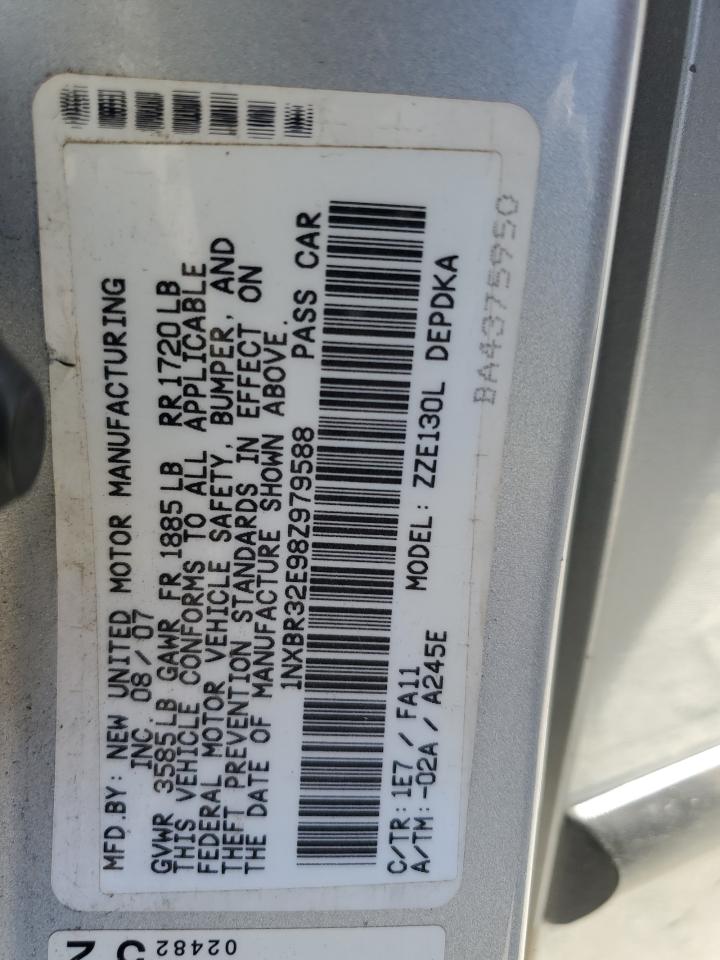 MFD.BY: NEW UNITED MOTOR MANUFACTURING
INC. 08/07
GVWR 3585LB GAWR FR 1885LB RR1720LB
THIS VEHICLE CONFORMS TO ALL APPLICABLE
FEDERAL MOTOR VEHICLE SAFETY, BUMPER, AND
THEFT PREVENTION STANDARDS IN EFFECT ON
THE DATE OF MANUFACTURE SHOWN ABOVE.
1NXBR32E98Z979588 PASS CAR
C/TR: 1E7 / FA11 MODEL: ZZE130L DEPDKA
A/TM: -02A / A245E
BA4375950
02482